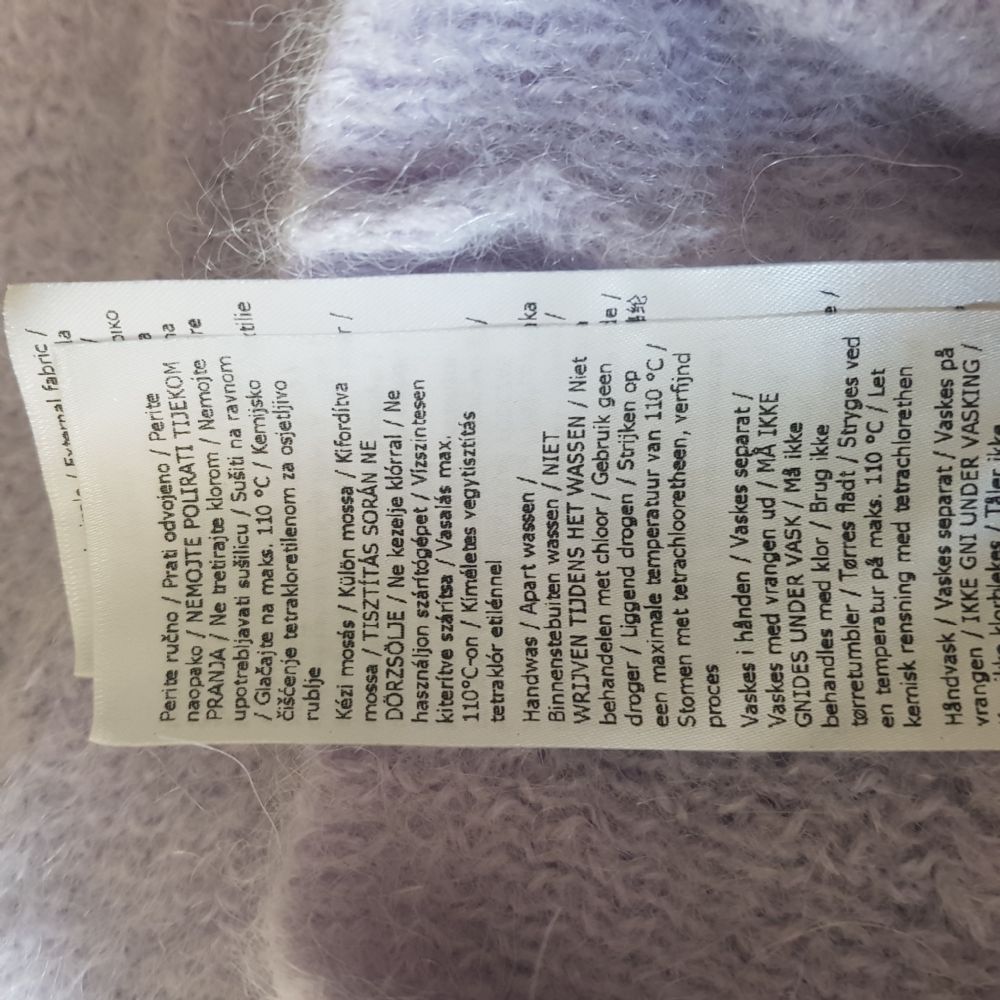 / External fabric /
Perite ručno / Prati odvojeno / Perite
naopako / NEMOJTE POLIRATI TIJEKOM
PRANJA / Ne tretirajte klorom / Nemojte
upotrebljavati sušilicu / Sušiti na ravnom
/ Glačajte na maks. 110 °C / Kemijsko
čišćenje tetrakloretilenom za osjetljivo
rublje
Kézi mosás / Külön mossa / Kifordítva
mossa / TISZTÍTÁS SORÁN NE
DÖRZSÖLJE / Ne kezelje klórral / Ne
használjon szárítógépet / Vízszintesen
kiterítve szárítsa / Vasalás max.
110°C-on / Kíméletes vegytisztítás
tetraklór etilénnel
Handwas / Apart wassen /
Binnenstebuiten wassen / NIET
WRIJVEN TIJDENS HET WASSEN / Niet
behandelen met chloor / Gebruik geen
droger / Liggend drogen / Strijken op
een maximale temperatuur van 110 °C /
Stomen met tetrachlooretheen, verfijnd
proces
Vaskes i hånden / Vaskes separat /
Vaskes med vrangen ud / MÅ IKKE
GNIDES UNDER VASK / Må ikke
behandles med klor / Brug ikke
tørretumbler / Tørres fladt / Stryges ved
en temperatur på maks. 110 °C / Let
kemisk rensning med tetrachlorethen
Håndvask / Vaskes separat / Vaskes på
vrangen / IKKE GNI UNDER VASKING /